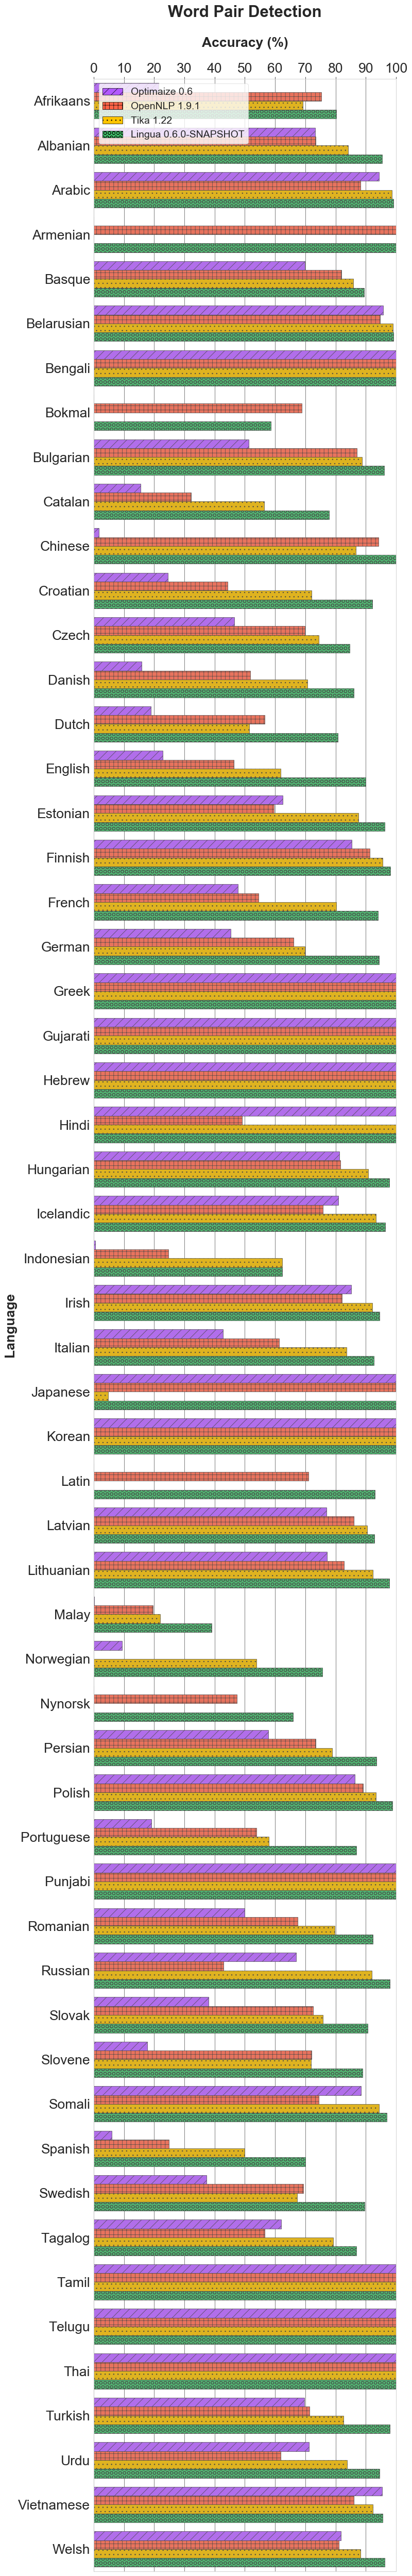 Word Pair Detection
Accuracy (%)
0 10 20 30 40 50 60 70 80 90 100
Optimaize 0.6
OpenNLP 1.9.1
Tika 1.22
Lingua 0.6.0-SNAPSHOT
Afrikaans
Albanian
Arabic
Armenian
Basque
Belarusian
Bengali
Bokmal
Bulgarian
Catalan
Chinese
Croatian
Czech
Danish
Dutch
English
Estonian
Finnish
French
German
Greek
Gujarati
Hebrew
Hindi
Hungarian
Icelandic
Indonesian
Irish
Language
Italian
Japanese
Korean
Latin
Latvian
Lithuanian
Malay
Norwegian
Nynorsk
Persian
Polish
Portuguese
Punjabi
Romanian
Russian
Slovak
Slovene
Somali
Spanish
Swedish
Tagalog
Tamil
Telugu
Thai
Turkish
Urdu
Vietnamese
Welsh